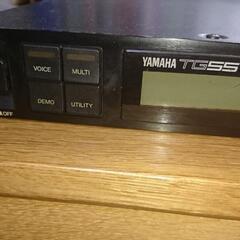 YAMAHA TG55
VOICE MULTI
DEMO UTILITY
OFF